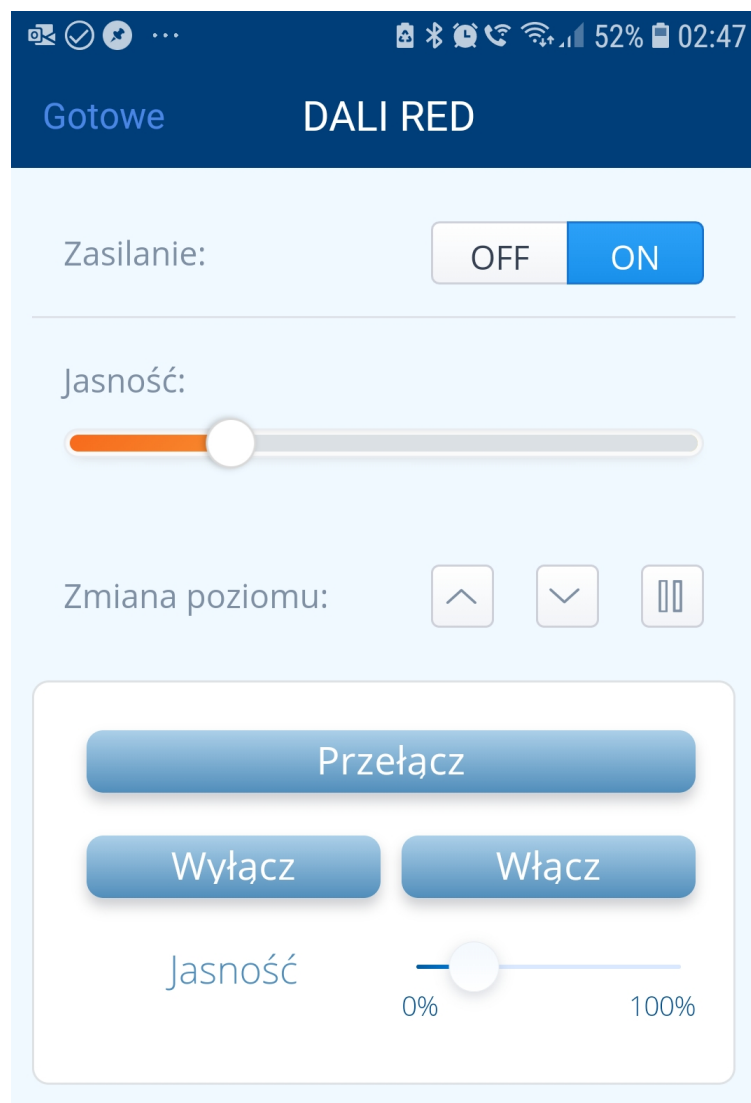 52% 02:47
Gotowe DALI RED
Zasilanie: OFF ON
Jasność:
Zmiana poziomu:
Przełącz
Wyłącz Włącz
Jasność
0% 100%